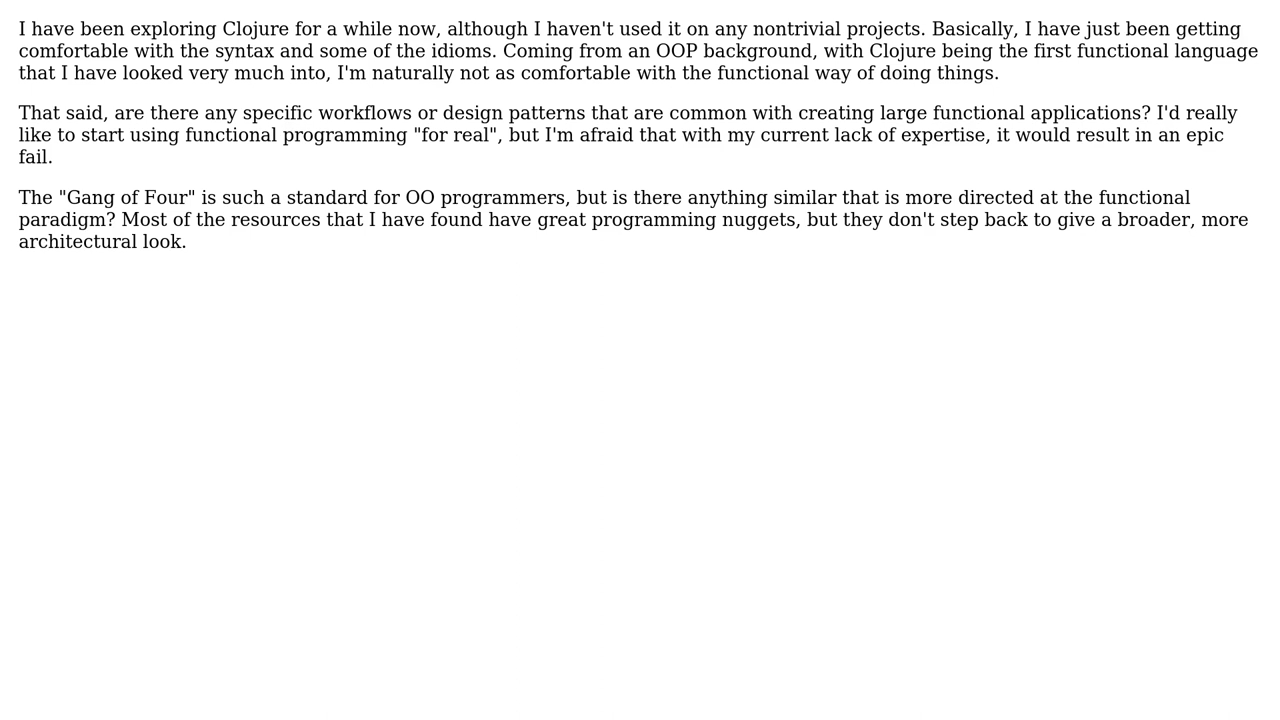 I have been exploring Clojure for a while now, although I haven't used it on any nontrivial projects. Basically, I have just been getting
comfortable with the syntax and some of the idioms. Coming from an OOP background, with Clojure being the first functional language
that I have looked very much into, I'm naturally not as comfortable with the functional way of doing things.
That said, are there any specific workflows or design patterns that are common with creating large functional applications? I'd really
like to start using functional programming "for real", but I'm afraid that with my current lack of expertise, it would result in an epic
fail.
The "Gang of Four" is such a standard for OO programmers, but is there anything similar that is more directed at the functional
paradigm? Most of the resources that I have found have great programming nuggets, but they don't step back to give a broader, more
architectural look.